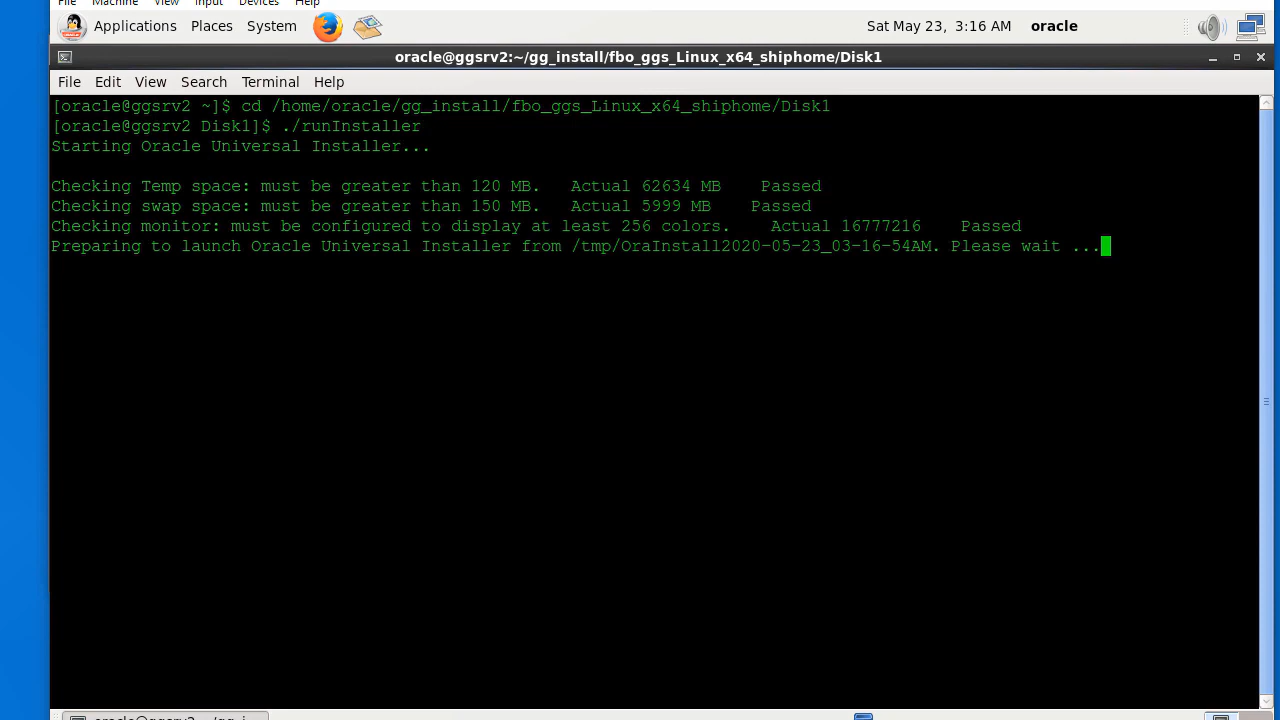 File Machine View Input Devices Help
Applications Places System Sat May 23, 3:16 AM oracle
oracle@ggsrv2:~/gg_install/fbo_ggs_Linux_x64_shiphome/Disk1
File Edit View Search Terminal Help
[oracle@ggsrv2 ~]$ cd /home/oracle/gg_install/fbo_ggs_Linux_x64_shiphome/Disk1
[oracle@ggsrv2 Disk1]$ ./runInstaller
Starting Oracle Universal Installer...
Checking Temp space: must be greater than 120 MB.   Actual 62634 MB    Passed
Checking swap space: must be greater than 150 MB.   Actual 5999 MB    Passed
Checking monitor: must be configured to display at least 256 colors.    Actual 16777216    Passed
Preparing to launch Oracle Universal Installer from /tmp/OraInstall2020-05-23_03-16-54AM. Please wait ...